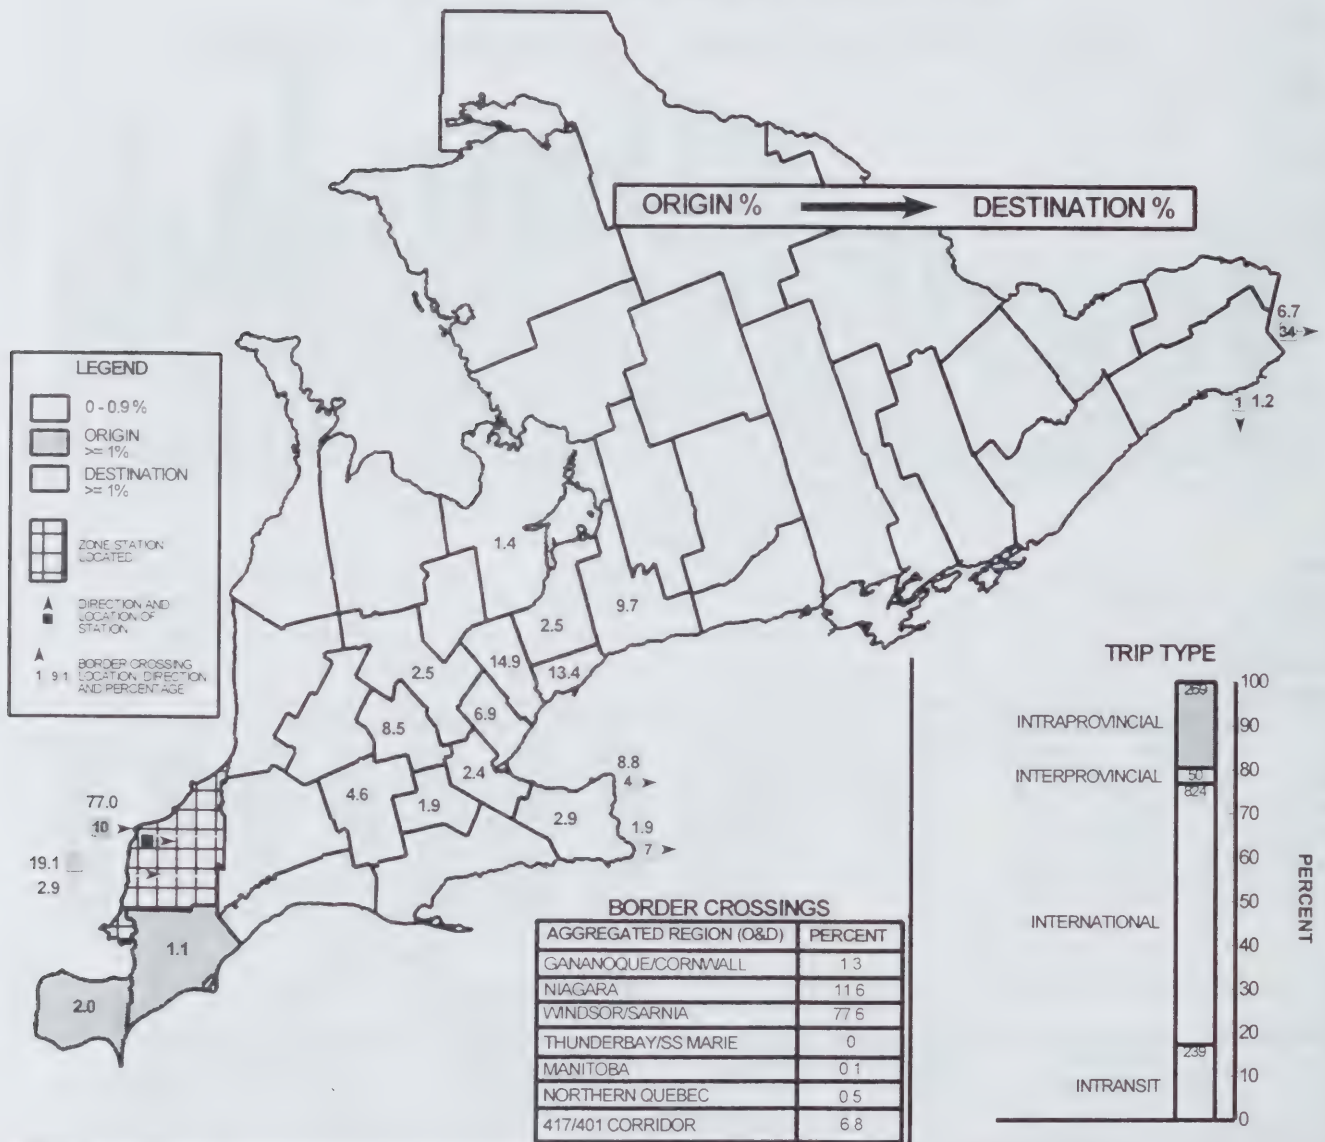 ORIGIN % DESTINATION %
6.7
34
1 1.2
LEGEND
0 - 0.9 %
ORIGIN
>= 1%
DESTINATION
>= 1%
ZONE STATION
LOCATED
DIRECTION AND
LOCATION OF
STATION
BORDER CROSSING
1 9 1 LOCATION, DIRECTION
AND PERCENTAGE
1.4
9.7
2.5
14.9
13.4
2.5
6.9
8.5
2.4
8.8
4
4.6
1.9
2.9
1.9
7
77.0
10
19.1
2.9
1.1
2.0
TRIP TYPE
INTRAPROVINCIAL
INTERPROVINCIAL
INTERNATIONAL
INTRANSIT
269
50
824
239
100
90
80
70
60
50
40
30
20
10
0
PERCENT
BORDER CROSSINGS
AGGREGATED REGION (O&D) PERCENT
GANANOQUE/CORNWALL 1 3
NIAGARA 11 6
WINDSOR/SARNIA 77 6
THUNDERBAY/SS MARIE 0
MANITOBA 0 1
NORTHERN QUEBEC 0 5
417/401 CORRIDOR 6 8